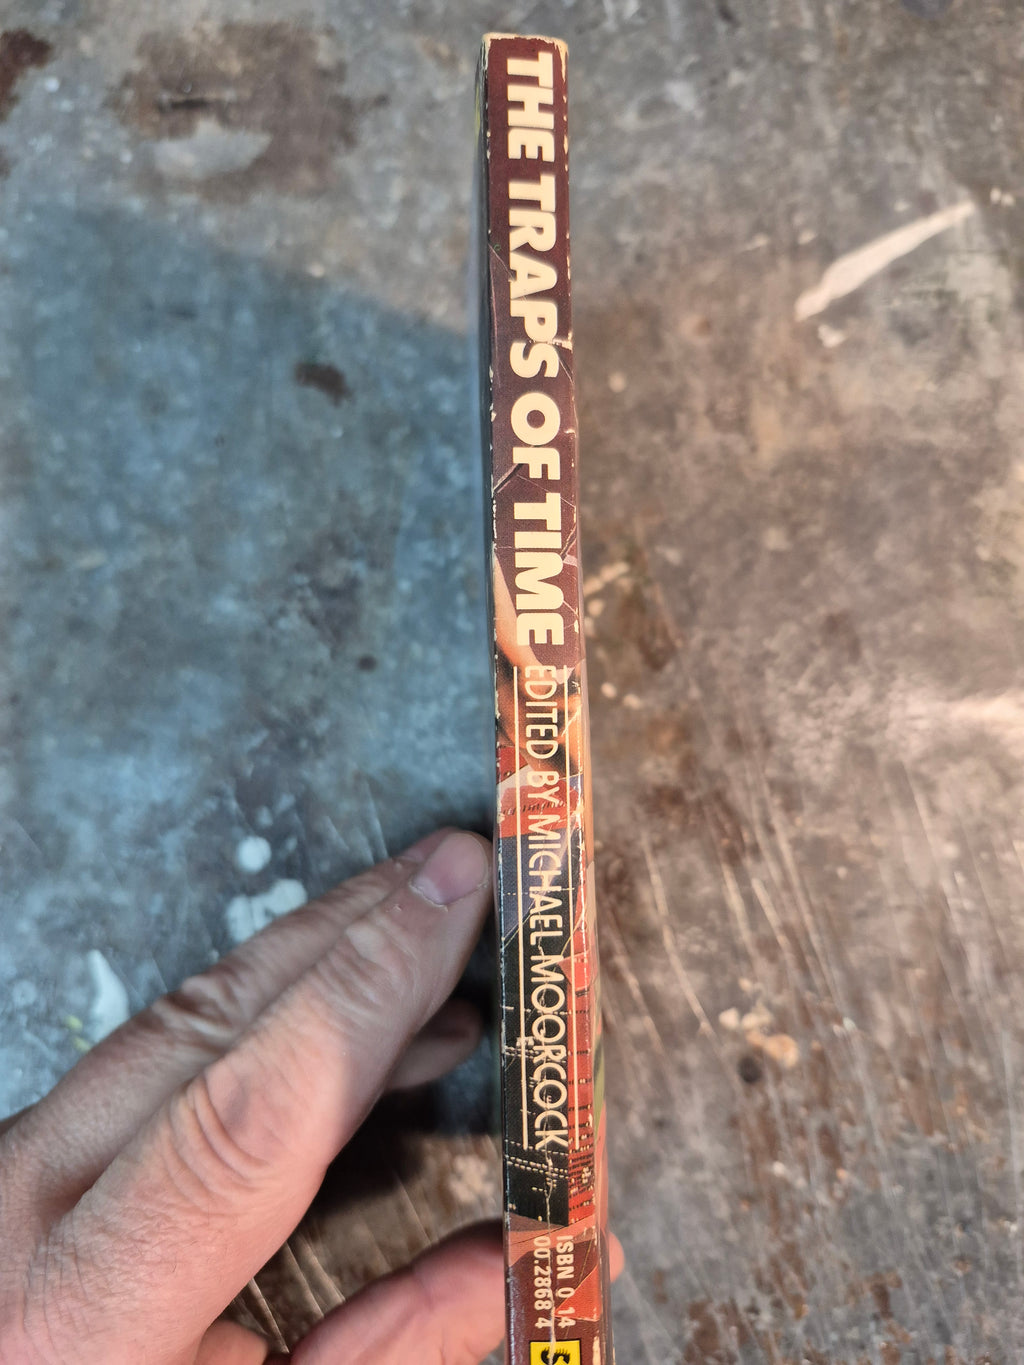 THE TRAPS OF TIME
EDITED BY MICHAEL MOORCOCK
ISBN 0 14
00.2868 4
S